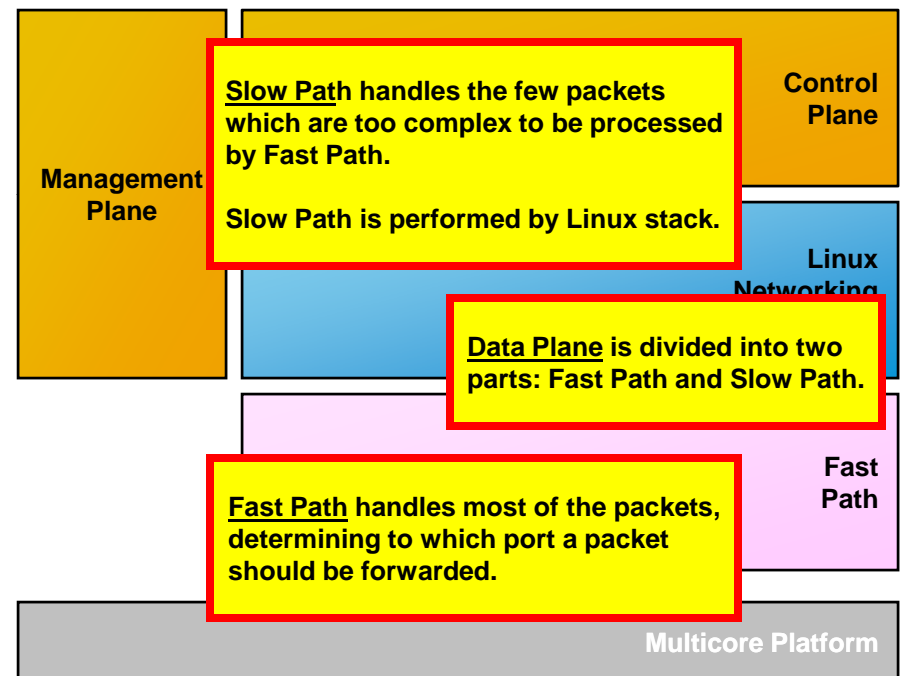 Control
Plane
Slow Path handles the few packets
which are too complex to be processed
by Fast Path.
Slow Path is performed by Linux stack.
Management
Plane
Linux
Networking
Data Plane is divided into two
parts: Fast Path and Slow Path.
Fast
Path
Fast Path handles most of the packets,
determining to which port a packet
should be forwarded.
Multicore Platform